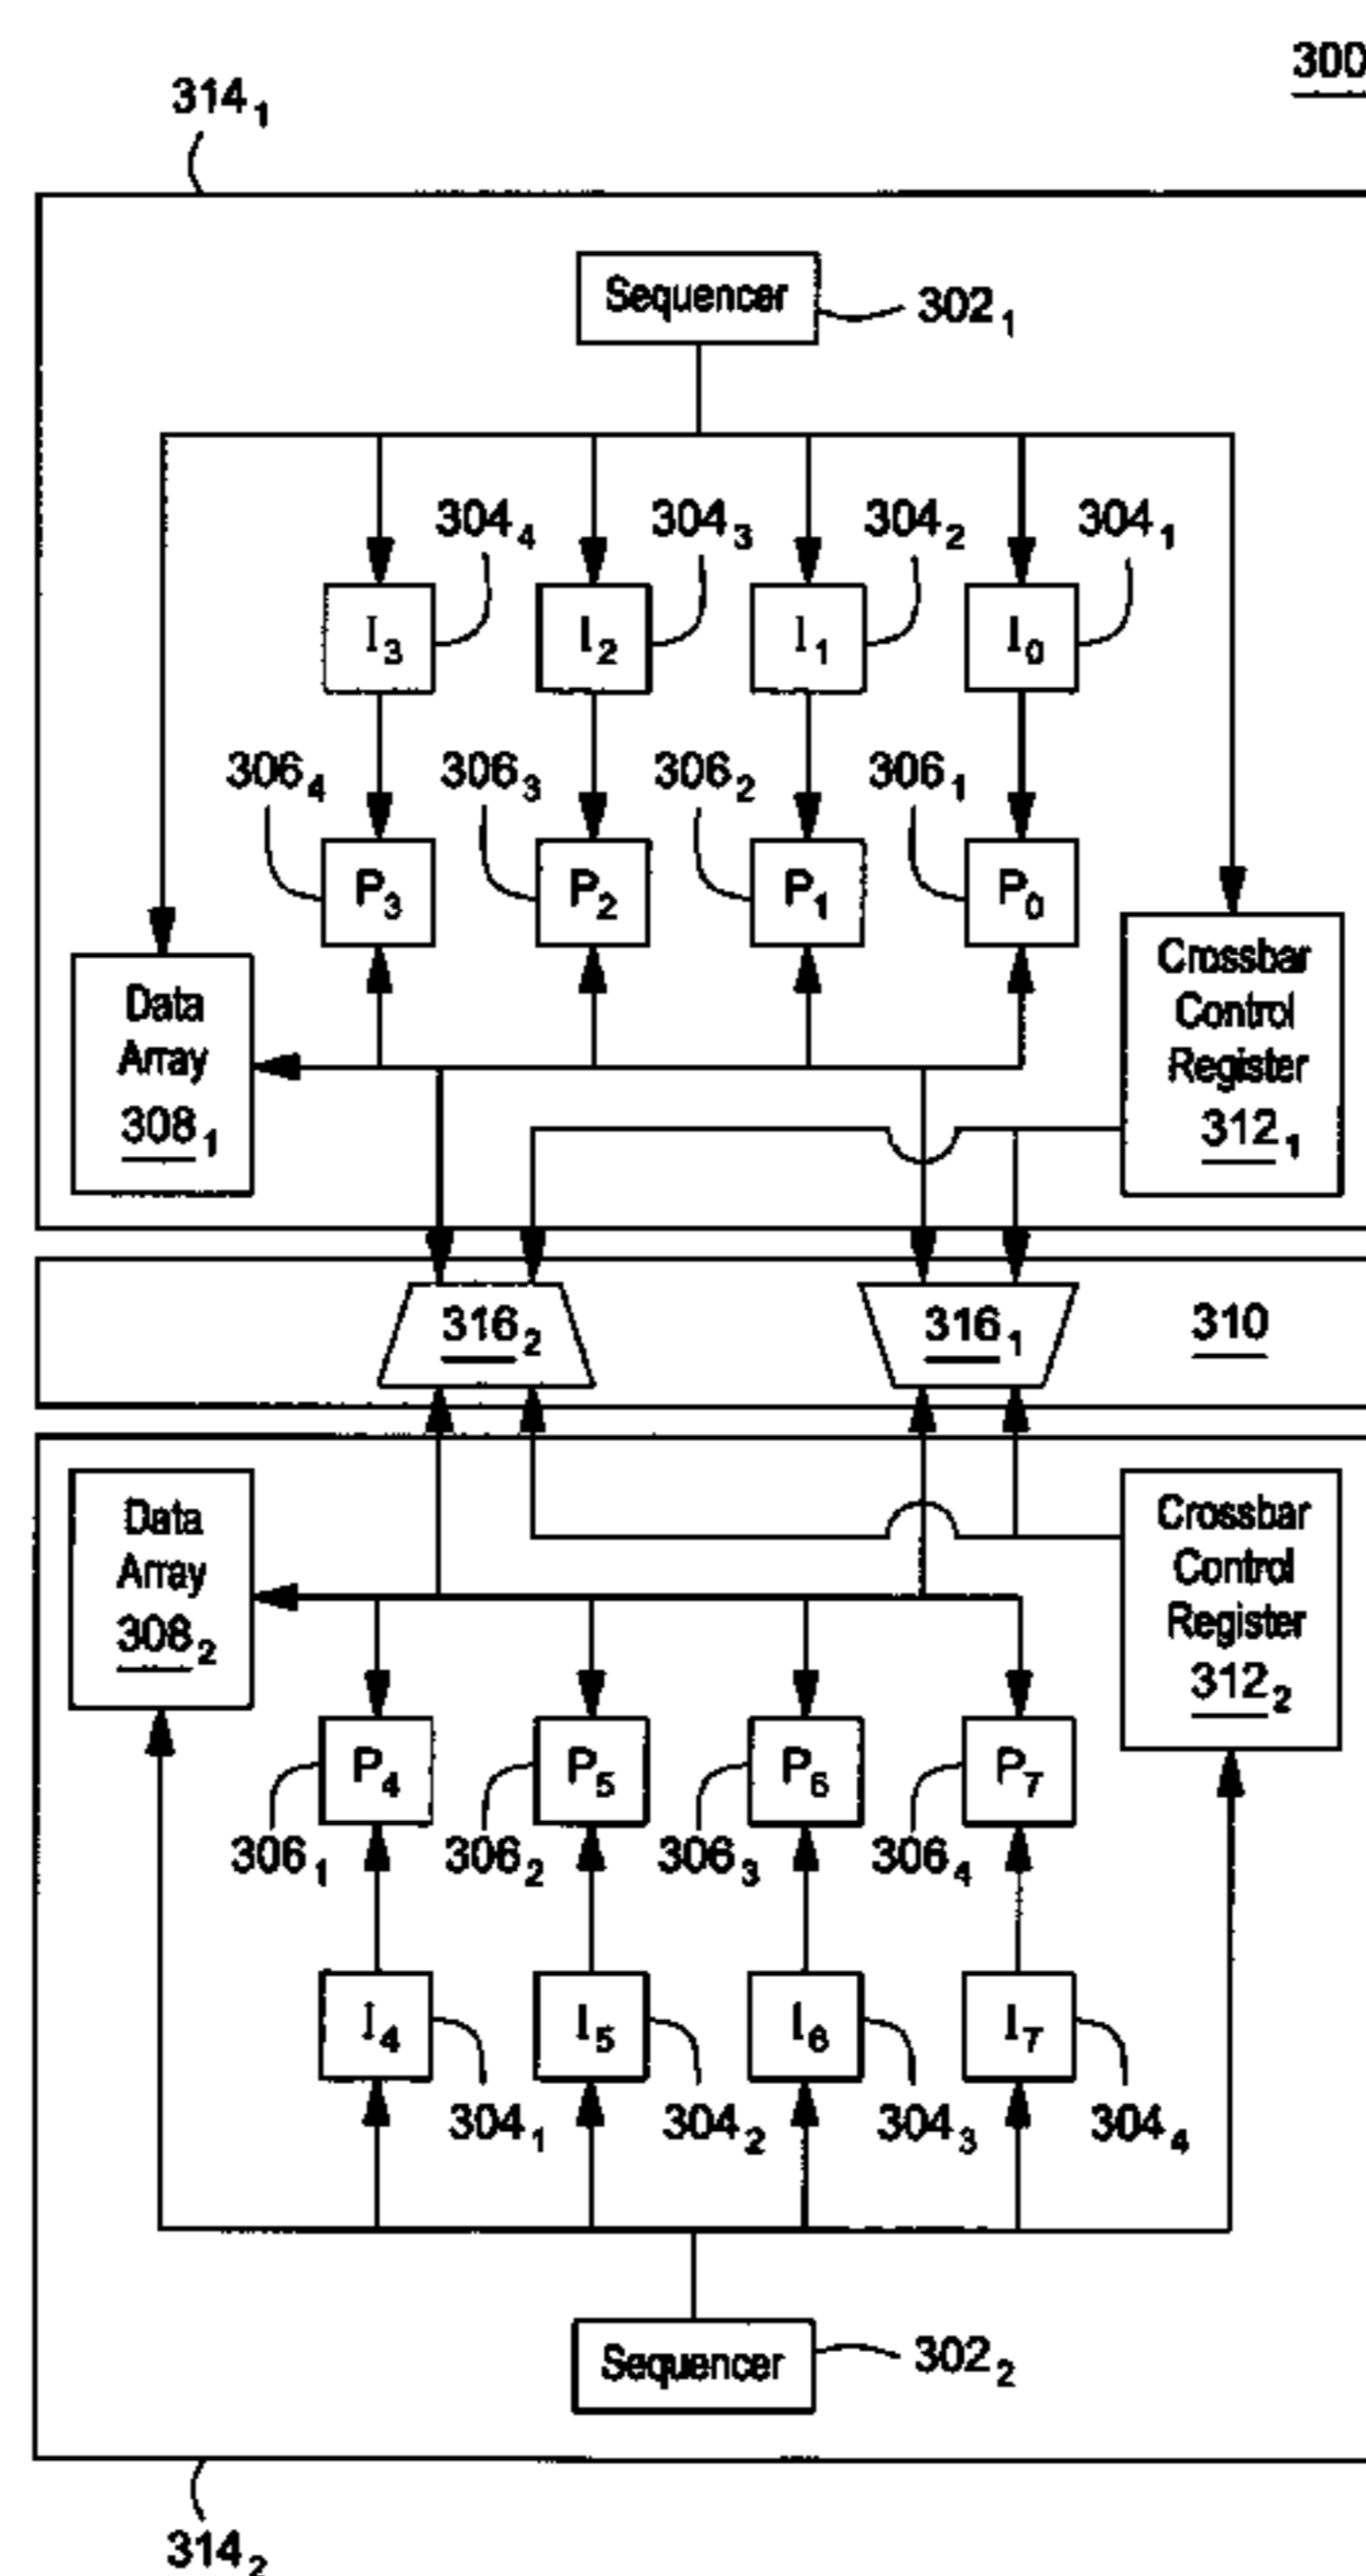 300
314₁
Sequencer
302₁
304₄ 304₃ 304₂ 304₁
I₃ I₂ I₁ I₀
306₄ 306₃ 306₂ 306₁
P₃ P₂ P₁ P₀
Data
Array
308₁
Crossbar
Control
Register
312₁
316₂ 316₁ 310
Data
Array
308₂
Crossbar
Control
Register
312₂
P₄ P₅ P₆ P₇
306₁ 306₂ 306₃ 306₄
I₄ I₅ I₆ I₇
304₁ 304₂ 304₃ 304₄
Sequencer
302₂
314₂